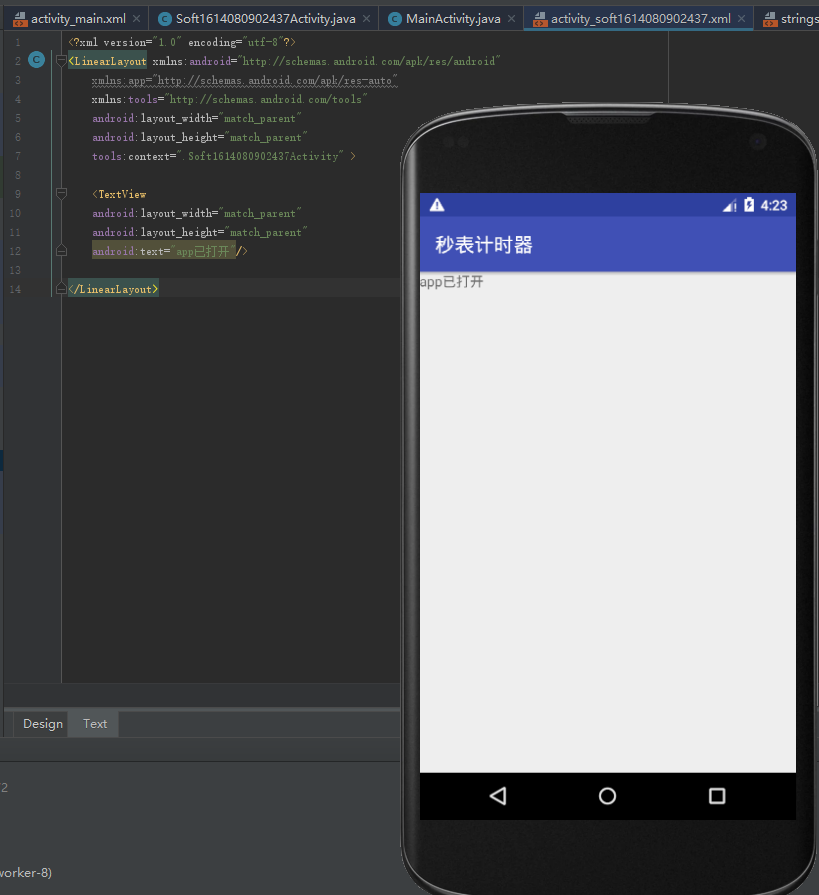 activity_main.xml
Soft1614080902437Activity.java
MainActivity.java
activity_soft1614080902437.xml
strings
1 <?xml version="1.0" encoding="utf-8"?>
2 <LinearLayout xmlns:android="http://schemas.android.com/apk/res/android"
3 xmlns:app="http://schemas.android.com/apk/res-auto"
4 xmlns:tools="http://schemas.android.com/tools"
5 android:layout_width="match_parent"
6 android:layout_height="match_parent"
7 tools:context=".Soft1614080902437Activity" >
8
9 <TextView
10 android:layout_width="match_parent"
11 android:layout_height="match_parent"
12 android:text="app已打开"/>
13
14 </LinearLayout>
4:23
秒表计时器
app已打开
Design Text
worker-8)